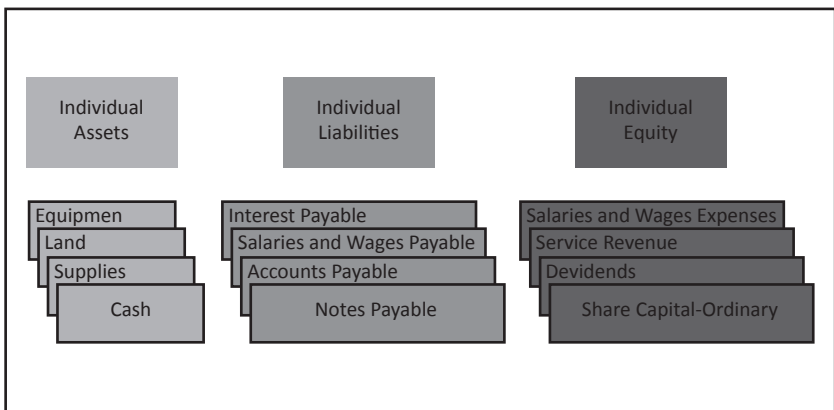 Individual
Assets
Individual
Liabilities
Individual
Equity
Equipmen
Land
Supplies
Cash
Interest Payable
Salaries and Wages Payable
Accounts Payable
Notes Payable
Salaries and Wages Expenses
Service Revenue
Devidends
Share Capital-Ordinary